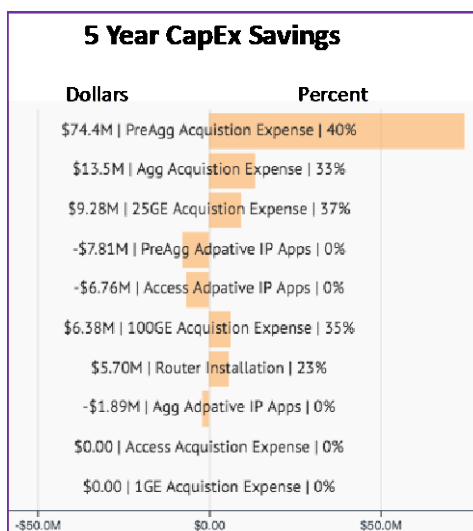 5 Year CapEx Savings
Dollars Percent
$74.4M | PreAgg Acquistion Expense | 40%
$13.5M | Agg Acquistion Expense | 33%
$9.28M | 25GE Acquistion Expense | 37%
-$7.81M | PreAgg Adpative IP Apps | 0%
-$6.76M | Access Adpative IP Apps | 0%
$6.38M | 100GE Acquistion Expense | 35%
$5.70M | Router Installation | 23%
-$1.89M | Agg Adpative IP Apps | 0%
$0.00 | Access Acquistion Expense | 0%
$0.00 | 1GE Acquistion Expense | 0%
-$50.0M $0.00 $50.0M